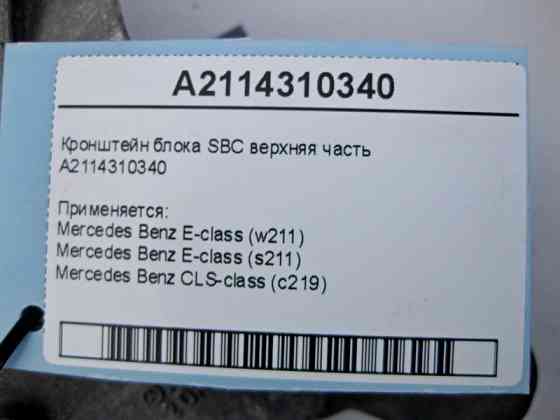 A2114310340
Кронштейн блока SBC верхняя часть
A2114310340
Применяется:
Mercedes Benz E-class (w211)
Mercedes Benz E-class (s211)
Mercedes Benz CLS-class (c219)